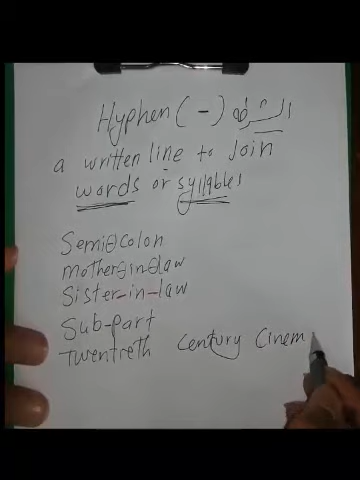 Hyphen (-) الشرطة
a written line to Join
words or syllables
Semi-colon
mother-in-law
Sister-in-law
Sub-part
Twentieth Century Cinem